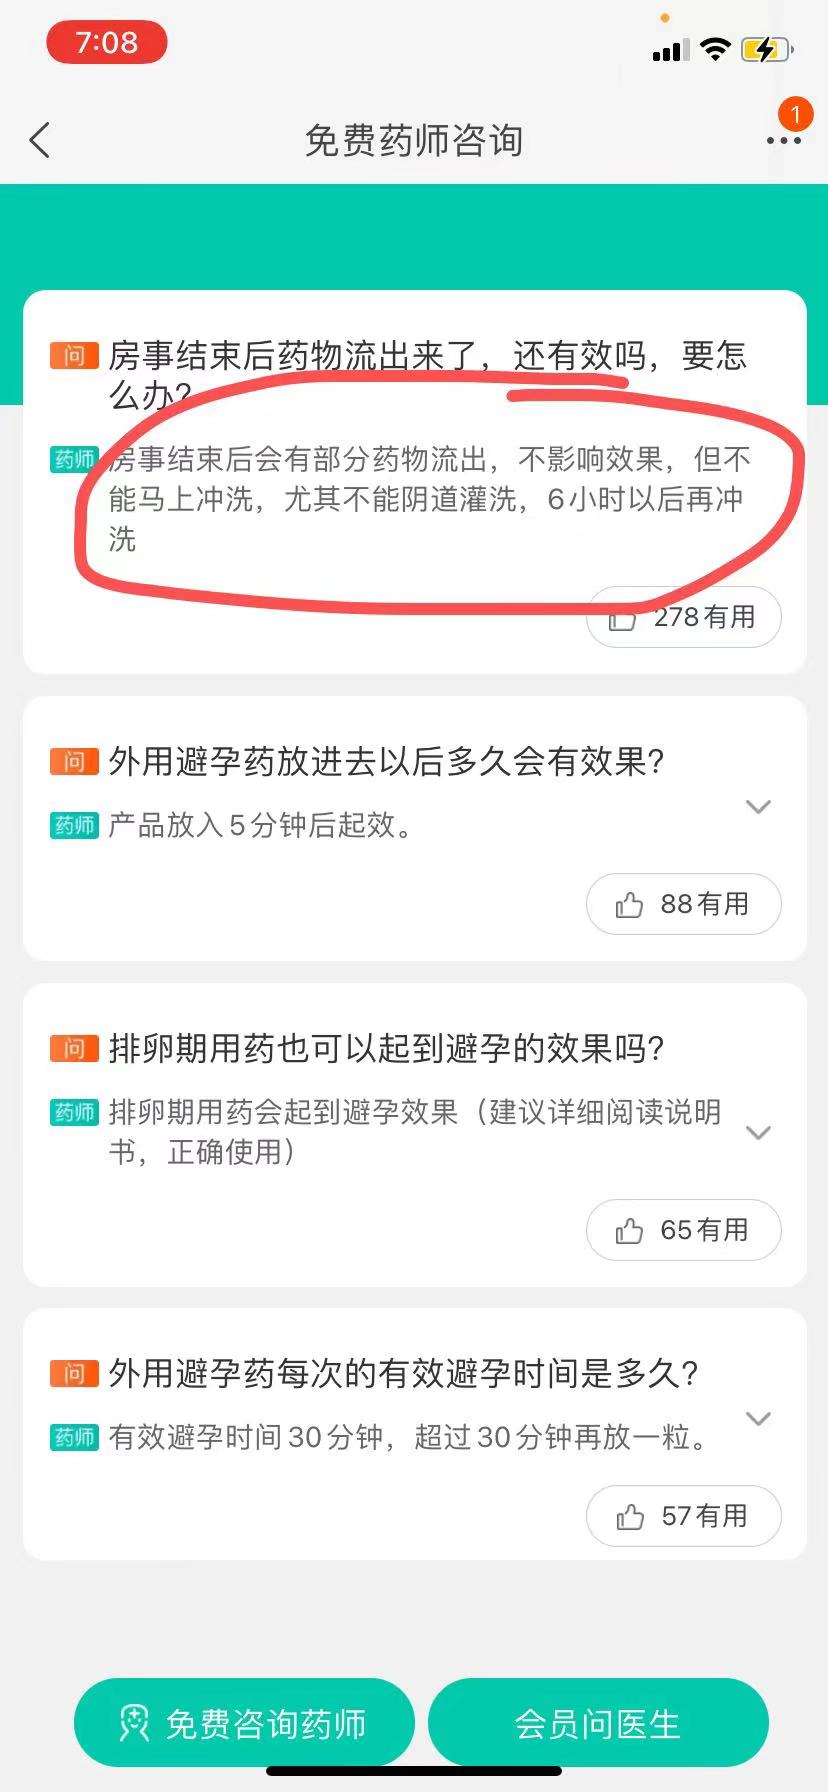 7:08
免费药师咨询
1
问 房事结束后药物流出来了，还有效吗，要怎
么办?
药师 房事结束后会有部分药物流出，不影响效果，但不
能马上冲洗，尤其不能阴道灌洗，6小时以后再冲
洗
278有用
问 外用避孕药放进去以后多久会有效果?
药师 产品放入5分钟后起效。
88有用
问 排卵期用药也可以起到避孕的效果吗?
药师 排卵期用药会起到避孕效果（建议详细阅读说明
书，正确使用）
65有用
问 外用避孕药每次的有效避孕时间是多久?
药师 有效避孕时间30分钟，超过30分钟再放一粒。
57有用
免费咨询药师
会员问医生